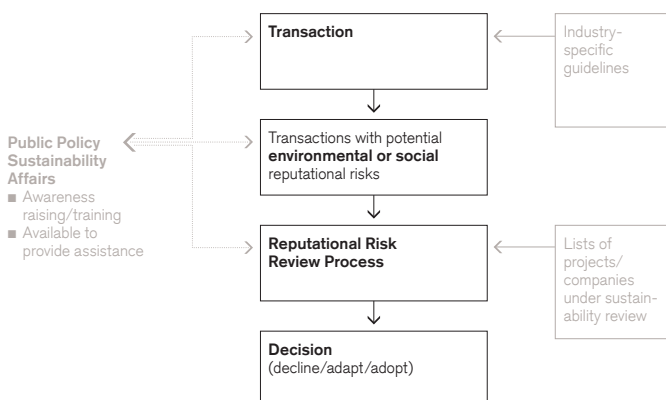 Transaction
Industry-
specific
guidelines
Public Policy
Sustainability
Affairs
■ Awareness
raising/training
■ Available to
provide assistance
Transactions with potential
environmental or social
reputational risks
Reputational Risk
Review Process
Lists of
projects/
companies
under sustain-
ability review
Decision
(decline/adapt/adopt)